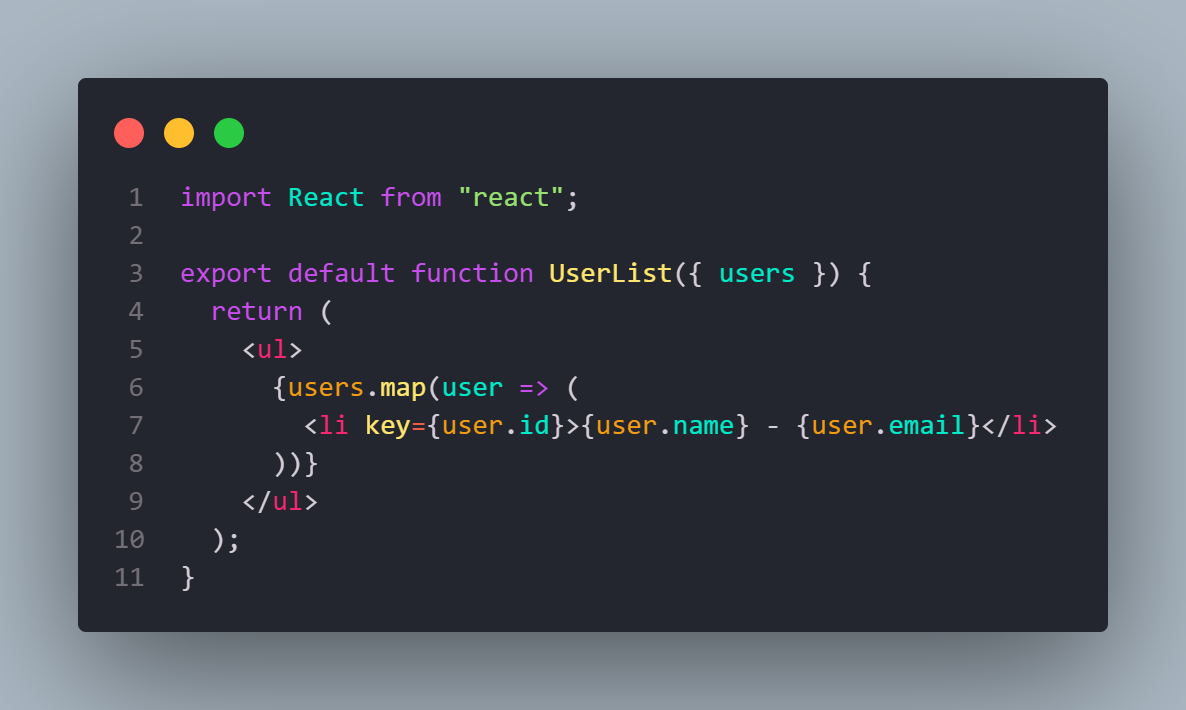 1 import React from "react";
2
3 export default function UserList({ users }) {
4   return (
5     <ul>
6       {users.map(user => (
7         <li key={user.id}>{user.name} - {user.email}</li>
8       ))}
9     </ul>
10   );
11 }